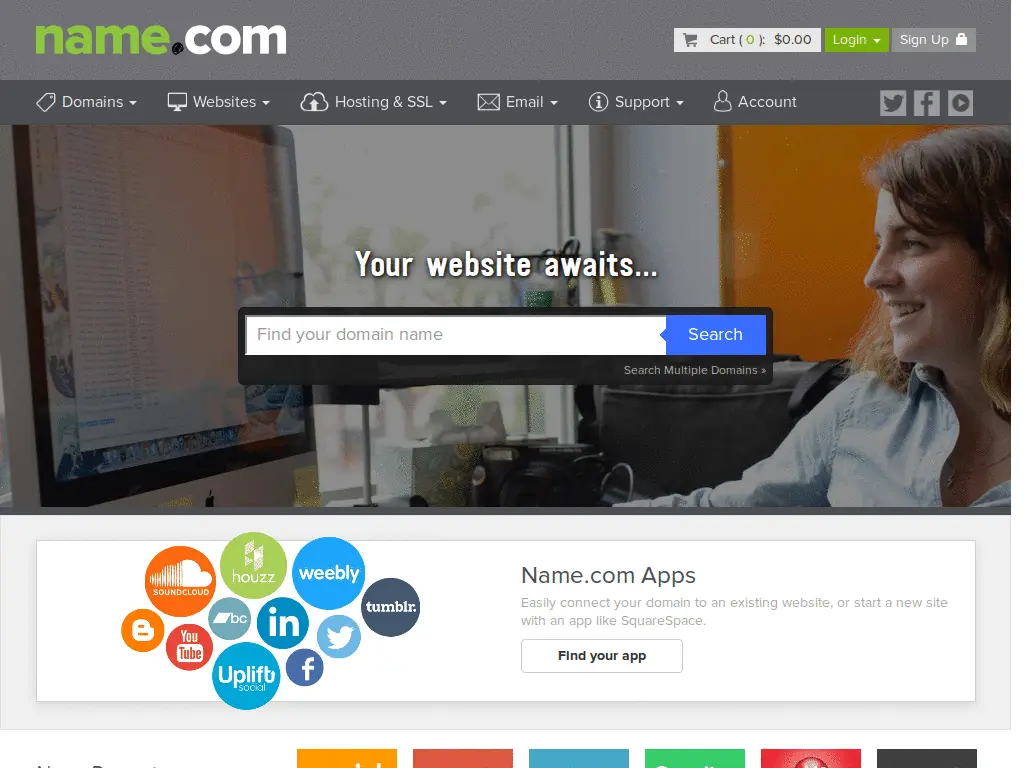 name.com
Cart ( 0 ): $0.00
Login
Sign Up
Domains
Websites
Hosting & SSL
Email
Support
Account
Your website awaits...
Find your domain name
Search
Search Multiple Domains »
SOUNDCLOUD
houzz
weebly
tumblr.
bc
in
You
Tube
Uplift
social
f
Name.com Apps
Easily connect your domain to an existing website, or start a new site
with an app like SquareSpace.
Find your app